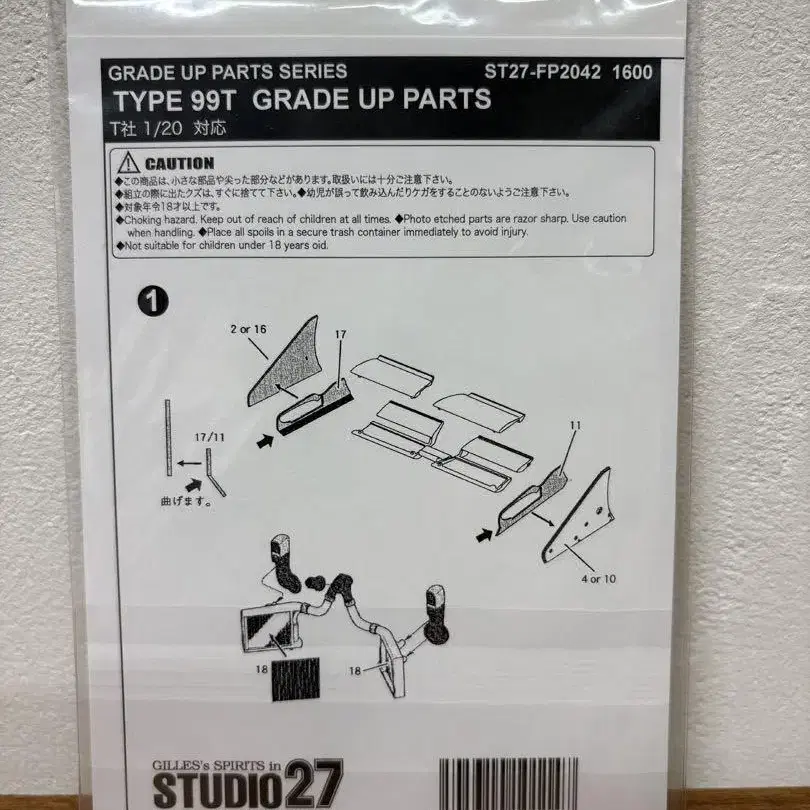 GRADE UP PARTS SERIES ST27-FP2042 1600
TYPE 99T GRADE UP PARTS
T社 1/20 対応
CAUTION
◆この商品は、小さな部品や尖った部分などがあります。取扱いには十分ご注意下さい。
◆組立の際に出たクズは、すぐに捨てて下さい。◆幼児が誤って飲み込んだりケガをすることのないようご注意下さい。
◆対象年令18才以上です。
◆Choking hazard. Keep out of reach of children at all times. ◆Photo etched parts are razor sharp. Use caution
when handling. ◆Place all spoils in a secure trash container immediately to avoid injury.
◆Not suitable for children under 18 years oid.
1
2 or 16
17
17/11
曲げます。
11
4 or 10
18
18
GILLES's SPIRITS in
STUDIO27